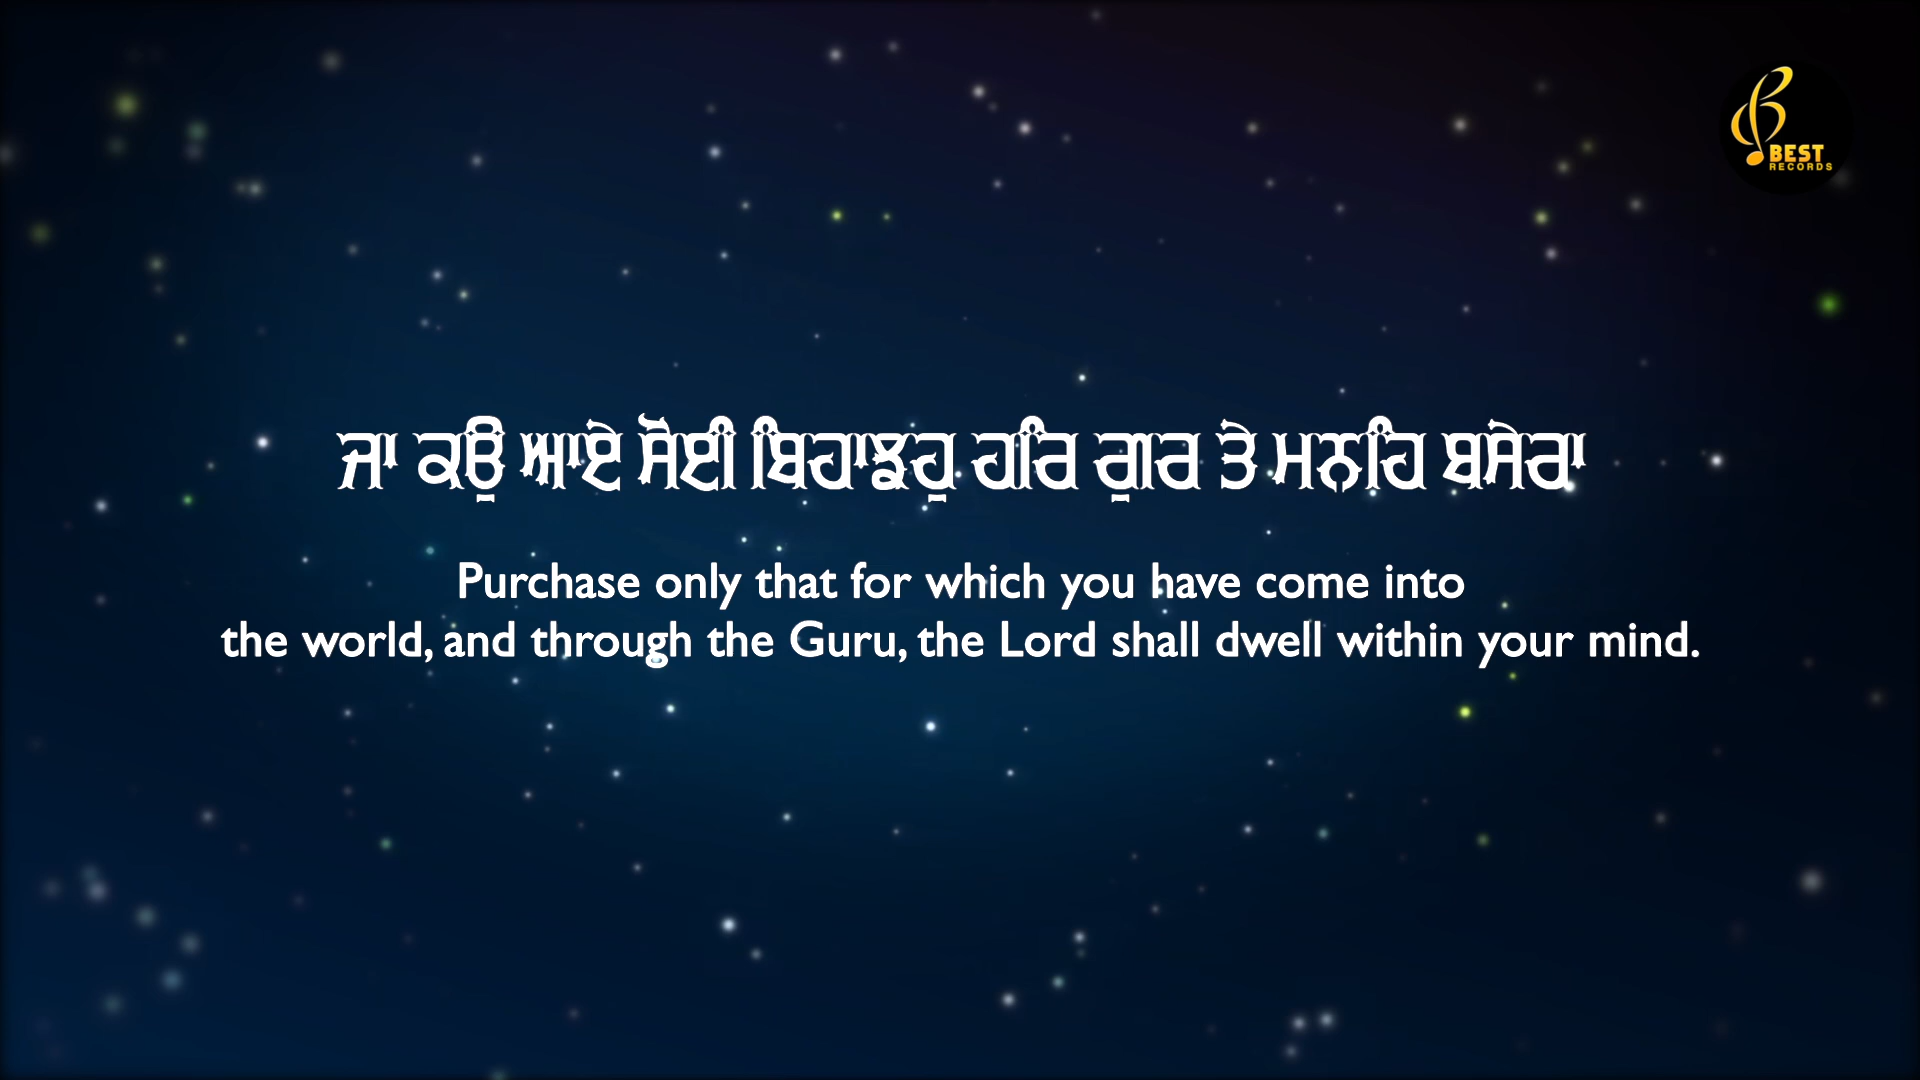 BEST
RECORDS
ਜਾ ਕਉ ਆਏ ਸੋਈ ਬਿਹਾਝਹੁ ਹਰਿ ਗੁਰ ਤੇ ਮਨਹਿ ਬਸੇਰਾ
Purchase only that for which you have come into
the world, and through the Guru, the Lord shall dwell within your mind.